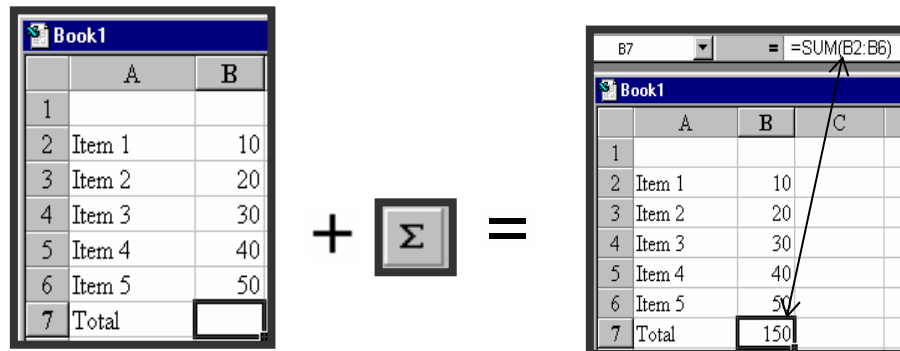 Book1
A B
1
2 Item 1 10
3 Item 2 20
4 Item 3 30
5 Item 4 40
6 Item 5 50
7 Total
+ Σ =
B7 = =SUM(B2:B6)
Book1
A B C
1
2 Item 1 10
3 Item 2 20
4 Item 3 30
5 Item 4 40
6 Item 5 50
7 Total 150